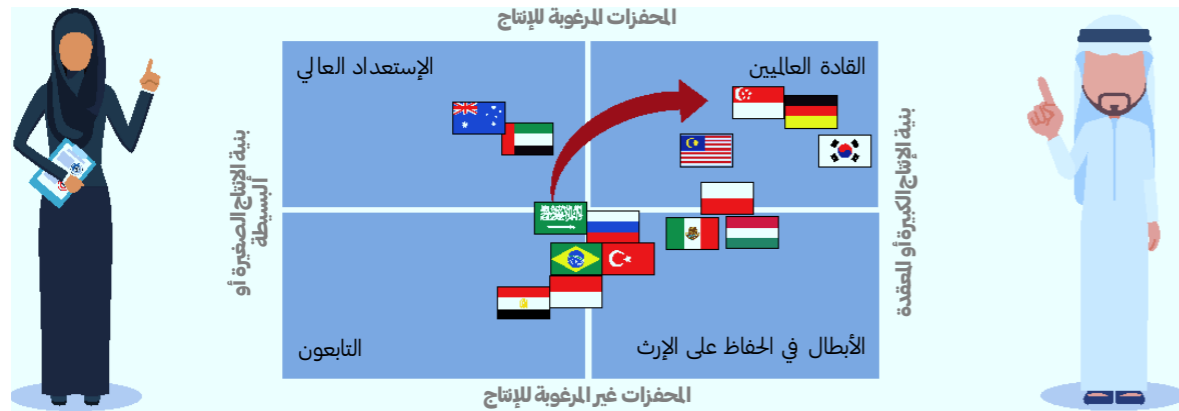 المحفزات المرغوبة للإنتاج
القادة العالميين
الإستعداد العالي
بنية الإنتاج الكبيرة أو المعقدة
بنية الإنتاج الصغيرة أو
البسيطة
الأبطال في الحفاظ على الإرث
التابعون
المحفزات غير المرغوبة للإنتاج